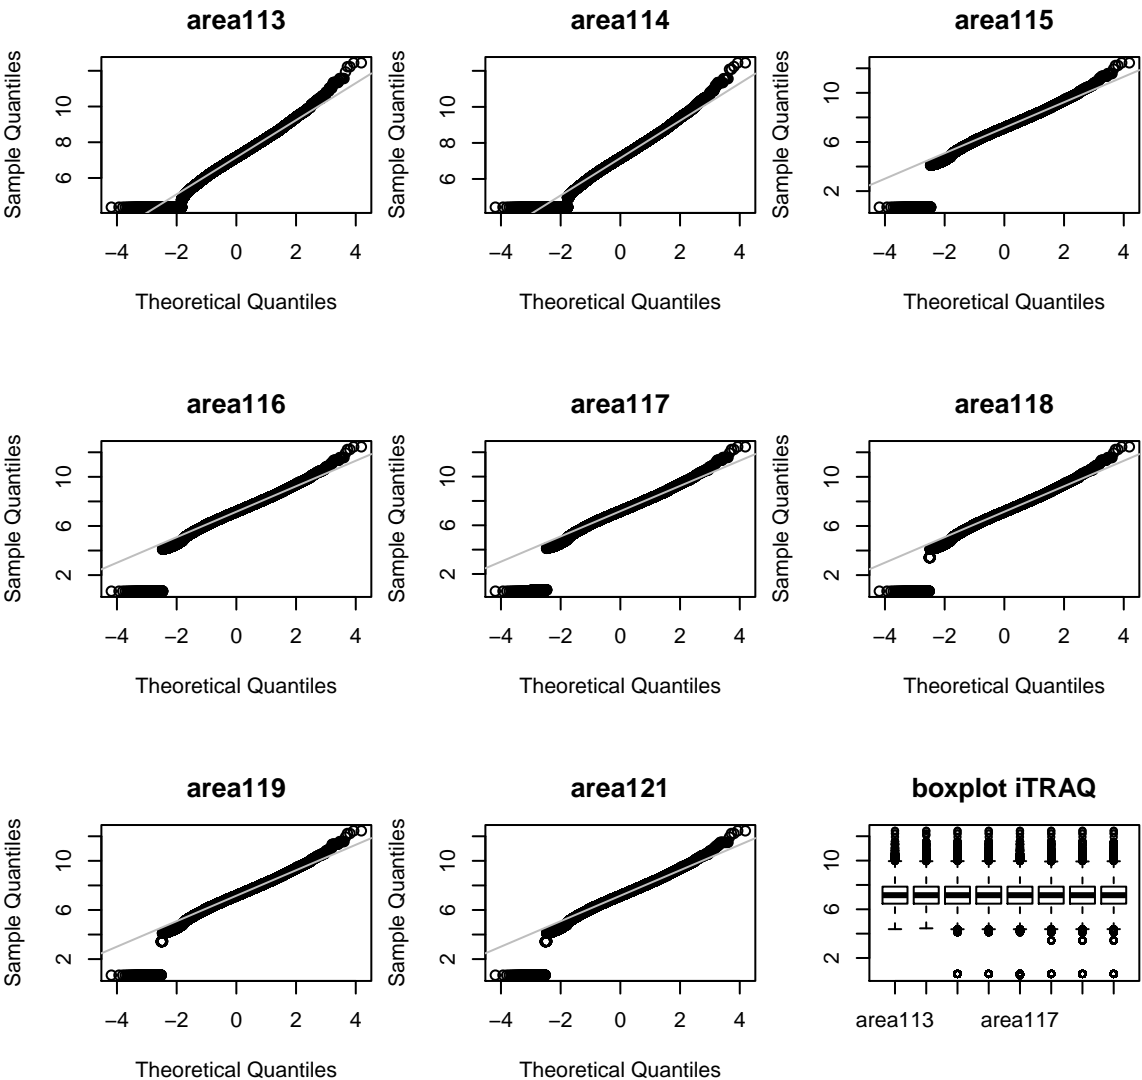 area113
Sample Quantiles
6 8 10
−4 −2 0 2 4
Theoretical Quantiles
area114
Sample Quantiles
6 8 10
−4 −2 0 2 4
Theoretical Quantiles
area115
Sample Quantiles
2 6 10
−4 −2 0 2 4
Theoretical Quantiles
area116
Sample Quantiles
2 6 10
−4 −2 0 2 4
Theoretical Quantiles
area117
Sample Quantiles
2 6 10
−4 −2 0 2 4
Theoretical Quantiles
area118
Sample Quantiles
2 6 10
−4 −2 0 2 4
Theoretical Quantiles
area119
Sample Quantiles
2 6 10
−4 −2 0 2 4
Theoretical Quantiles
area121
Sample Quantiles
2 6 10
−4 −2 0 2 4
Theoretical Quantiles
boxplot iTRAQ
2 6 10
area113 area117